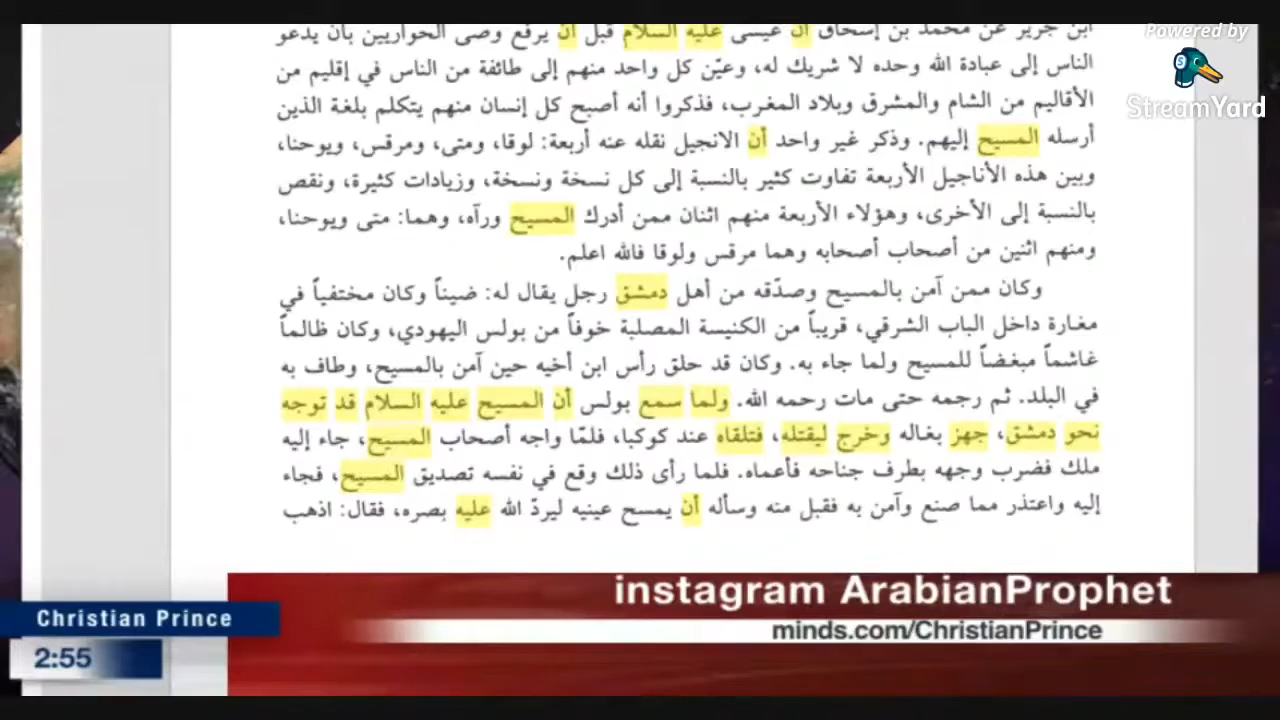 ابن جرير عن محمد بن إسحاق أن عيسى عليه السلام قبل أن يرفع وصى الحواريين بأن يدعو
الناس إلى عبادة الله وحده لا شريك له، وعيّن كل واحد منهم إلى طائفة من الناس في إقليم من
الأقاليم من الشام والمشرق وبلاد المغرب، فذكروا أنه أصبح كل إنسان منهم يتكلم بلغة الذين
أرسله المسيح إليهم. وذكر غير واحد أن الانجيل نقله عنه أربعة: لوقا، ومتى، ومرقس، ويوحنا،
وبين هذه الأناجيل الأربعة تفاوت كثير بالنسبة إلى كل نسخة ونسخة، وزيادات كثيرة، ونقص
بالنسبة إلى الأخرى، وهؤلاء الأربعة منهم اثنان ممن أدرك المسيح ورآه، وهما: متى ويوحنا،
ومنهم اثنين من أصحاب أصحابه وهما مرقس ولوقا فالله اعلم.
وكان ممن آمن بالمسيح وصدّقه من أهل دمشق رجل يقال له: ضيناً وكان مختفياً في
مغارة داخل الباب الشرقي، قريباً من الكنيسة المصلبة خوفاً من بولس اليهودي، وكان ظالماً
غاشماً مبغضاً للمسيح ولما جاء به. وكان قد حلق رأس ابن أخيه حين آمن بالمسيح، وطاف به
في البلد. ثم رجمه حتى مات رحمه الله. ولما سمع بولس أن المسيح عليه السلام قد توجه
نحو دمشق، جهز بغاله وخرج ليقتله، فتلقاه عند كوكبا، فلمّا واجه أصحاب المسيح، جاء إليه
ملك فضرب وجهه بطرف جناحه فأعماه. فلما رأى ذلك وقع في نفسه تصديق المسيح، فجاء
إليه واعتذر مما صنع وآمن به فقبل منه وسأله أن يمسح عينيه ليردّ الله عليه بصره، فقال: اذهب
Powered by
StreamYard
instagram ArabianProphet
minds.com/ChristianPrince
Christian Prince
2:55